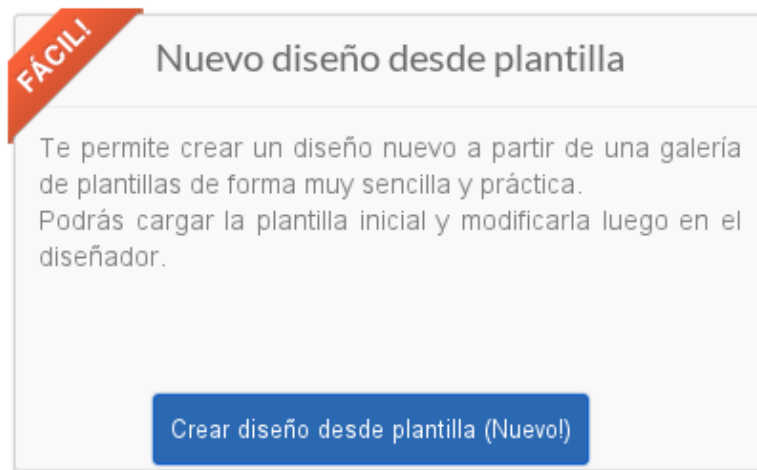 FÁCIL!
Nuevo diseño desde plantilla
Te permite crear un diseño nuevo a partir de una galería
de plantillas de forma muy sencilla y práctica.
Podrás cargar la plantilla inicial y modificarla luego en el
diseñador.
Crear diseño desde plantilla (Nuevo!)